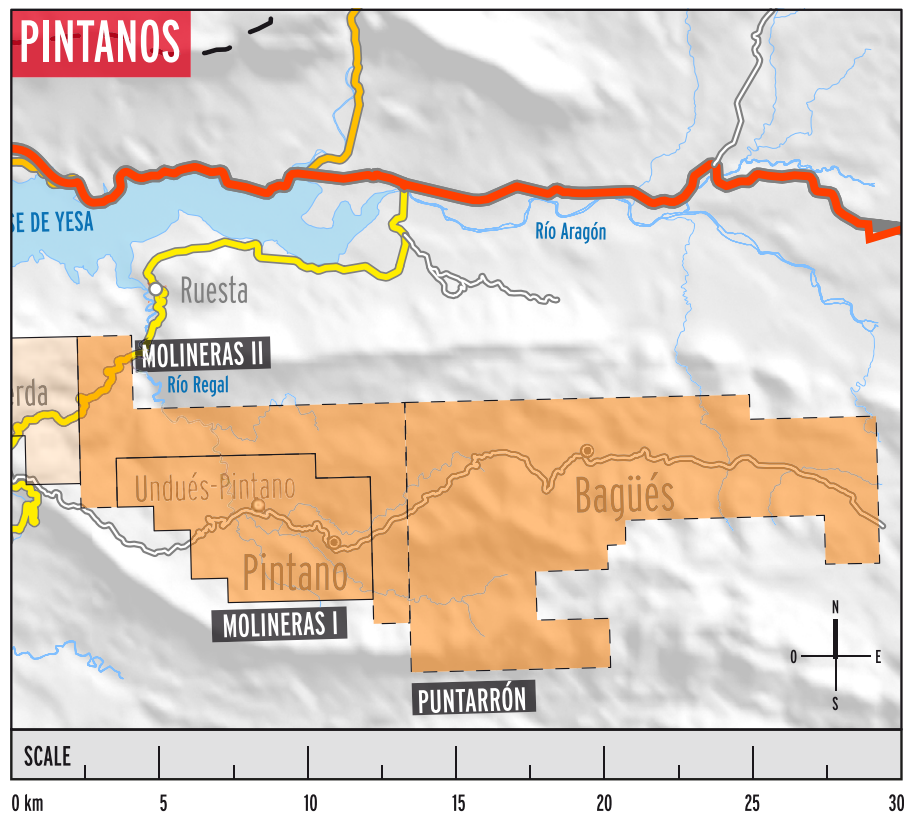 PINTANOS
SE DE YESA
Río Aragón
Ruesta
MOLINERAS II
Río Regal
erda
Undués-Pintano
Bagüés
Pintano
MOLINERAS I
PUNTARRÓN
N
O E
S
SCALE
0 km 5 10 15 20 25 30